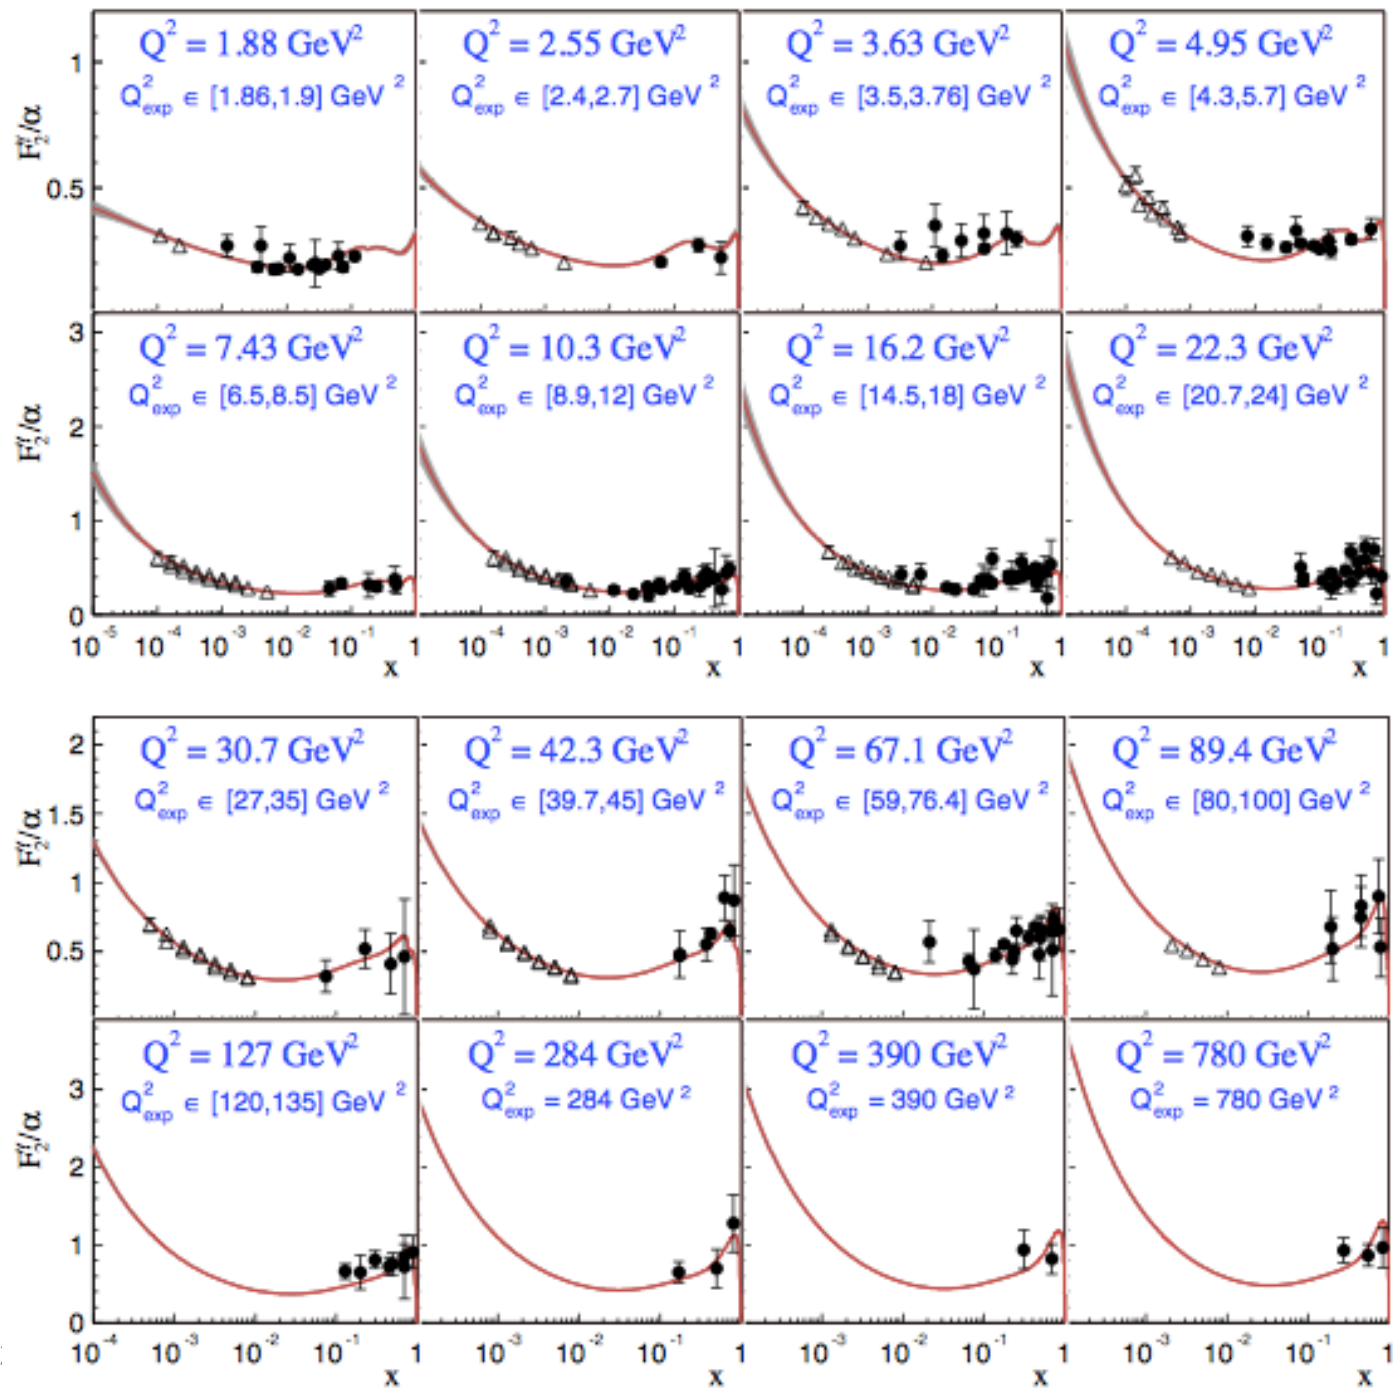 Q² = 1.88 GeV² Q² = 2.55 GeV² Q² = 3.63 GeV² Q² = 4.95 GeV²
Q²exp ∈ [1.86,1.9] GeV ² Q²exp ∈ [2.4,2.7] GeV ² Q²exp ∈ [3.5,3.76] GeV ² Q²exp ∈ [4.3,5.7] GeV ²
1
F₂^γ/α
0.5
Q² = 7.43 GeV² Q² = 10.3 GeV² Q² = 16.2 GeV² Q² = 22.3 GeV²
Q²exp ∈ [6.5,8.5] GeV ² Q²exp ∈ [8.9,12] GeV ² Q²exp ∈ [14.5,18] GeV ² Q²exp ∈ [20.7,24] GeV ²
3
F₂^γ/α
2
1
0
10⁻⁵ 10⁻⁴ 10⁻³ 10⁻² 10⁻¹ 10⁻⁴ 10⁻³ 10⁻² 10⁻¹ 1 10⁻⁴ 10⁻³ 10⁻² 10⁻¹ 1 10⁻⁴ 10⁻³ 10⁻² 10⁻¹ 1
x x x x
Q² = 30.7 GeV² Q² = 42.3 GeV² Q² = 67.1 GeV² Q² = 89.4 GeV²
Q²exp ∈ [27,35] GeV ² Q²exp ∈ [39.7,45] GeV ² Q²exp ∈ [59,76.4] GeV ² Q²exp ∈ [80,100] GeV ²
2
1.5
F₂^γ/α
1
0.5
Q² = 127 GeV² Q² = 284 GeV² Q² = 390 GeV² Q² = 780 GeV²
Q²exp ∈ [120,135] GeV ² Q²exp = 284 GeV ² Q²exp = 390 GeV ² Q²exp = 780 GeV ²
3
F₂^γ/α
2
1
0
10⁻⁴ 10⁻³ 10⁻² 10⁻¹ 10⁻³ 10⁻² 10⁻¹ 1 10⁻³ 10⁻² 10⁻¹ 1 10⁻³ 10⁻² 10⁻¹ 1
x x x x